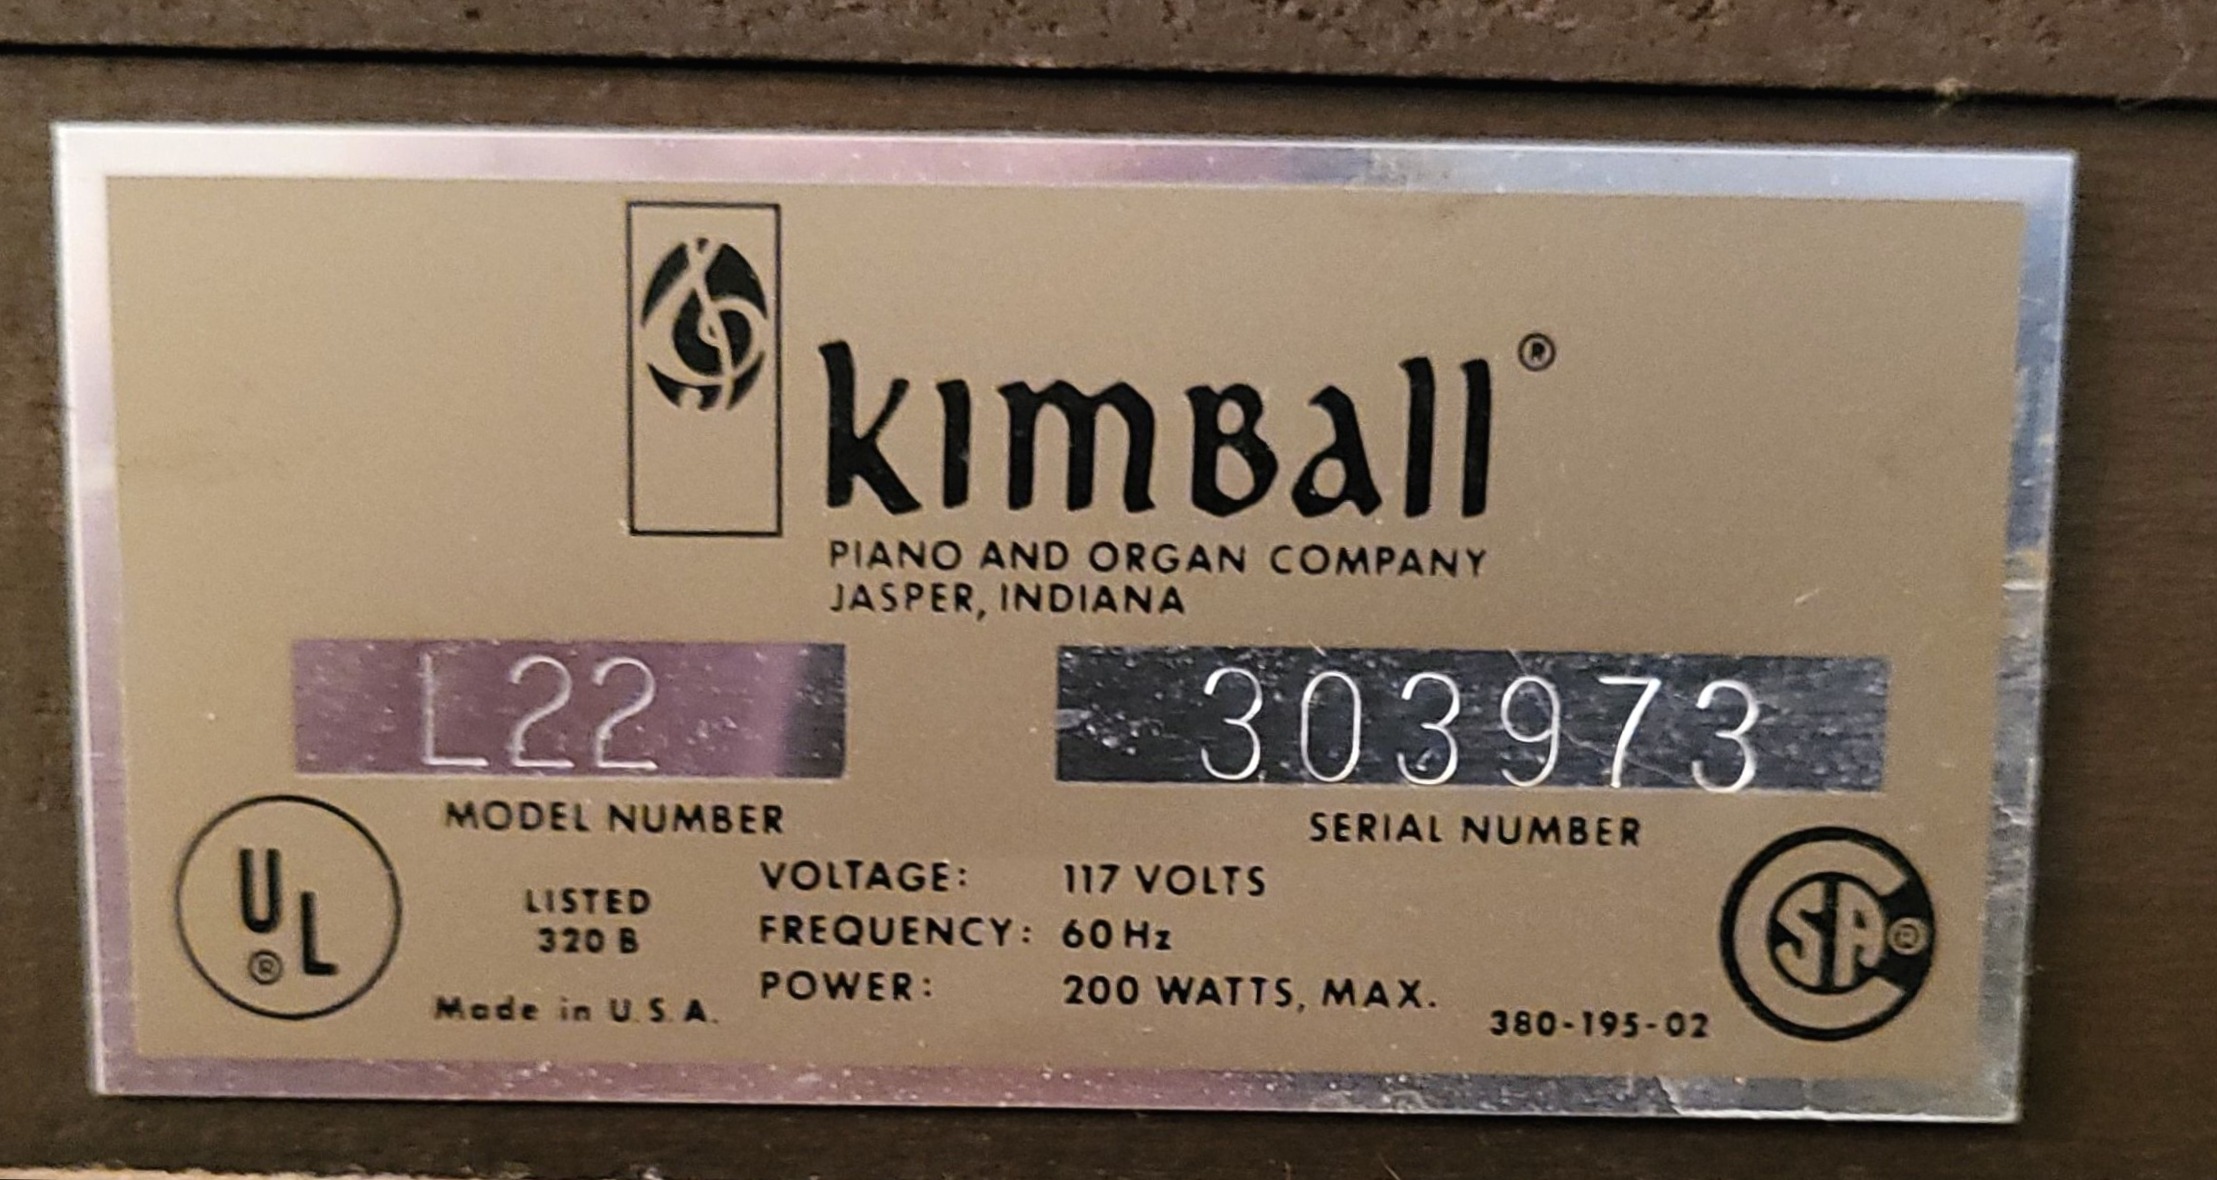 kimball®
PIANO AND ORGAN COMPANY
JASPER, INDIANA
L22
303973
MODEL NUMBER
SERIAL NUMBER
UL®
LISTED
320 B
Made in U.S.A.
VOLTAGE: 117 VOLTS
FREQUENCY: 60 Hz
POWER: 200 WATTS, MAX.
380-195-02
CSA®